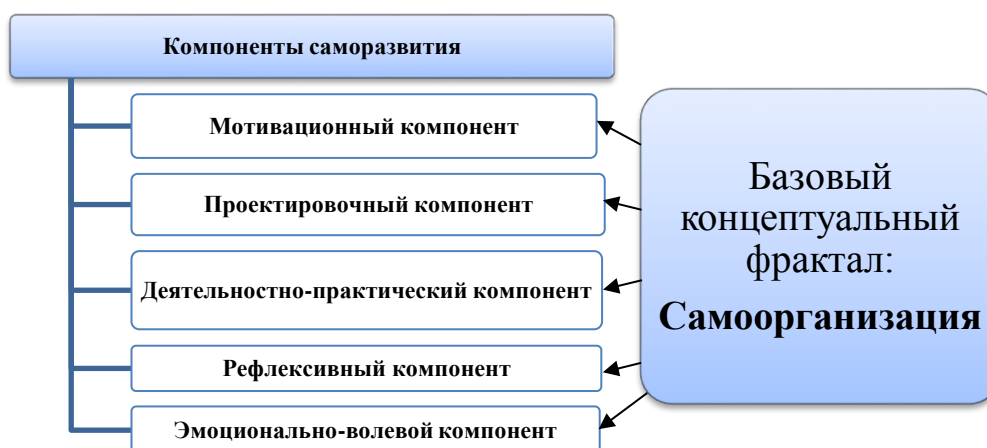 Компоненты саморазвития
Мотивационный компонент
Проектировочный компонент
Деятельностно-практический компонент
Рефлексивный компонент
Эмоционально-волевой компонент
Базовый
концептуальный
фрактал:
Самоорганизация